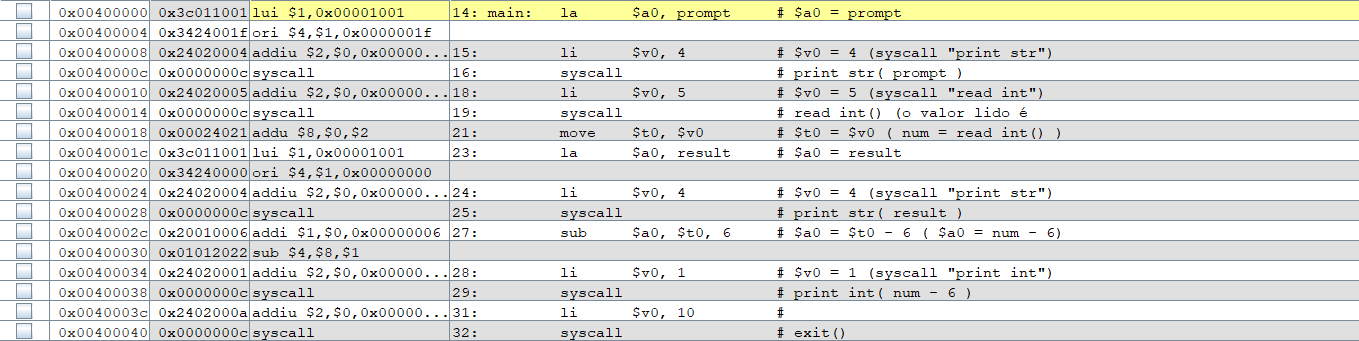 0x00400000 0x3c011001 lui $1,0x00001001 14: main: la $a0, prompt # $a0 = prompt
0x00400004 0x3424001f ori $4,$1,0x0000001f
0x00400008 0x24020004 addiu $2,$0,0x00000... 15: li $v0, 4 # $v0 = 4 (syscall "print str")
0x0040000c 0x0000000c syscall 16: syscall # print str( prompt )
0x00400010 0x24020005 addiu $2,$0,0x00000... 18: li $v0, 5 # $v0 = 5 (syscall "read int")
0x00400014 0x0000000c syscall 19: syscall # read int() (o valor lido é
0x00400018 0x00024021 addu $8,$0,$2 21: move $t0, $v0 # $t0 = $v0 ( num = read int() )
0x0040001c 0x3c011001 lui $1,0x00001001 23: la $a0, result # $a0 = result
0x00400020 0x34240000 ori $4,$1,0x00000000
0x00400024 0x24020004 addiu $2,$0,0x00000... 24: li $v0, 4 # $v0 = 4 (syscall "print str")
0x00400028 0x0000000c syscall 25: syscall # print str( result )
0x0040002c 0x20010006 addi $1,$0,0x00000006 27: sub $a0, $t0, 6 # $a0 = $t0 - 6 ( $a0 = num - 6)
0x00400030 0x01012022 sub $4,$8,$1
0x00400034 0x24020001 addiu $2,$0,0x00000... 28: li $v0, 1 # $v0 = 1 (syscall "print int")
0x00400038 0x0000000c syscall 29: syscall # print int( num - 6 )
0x0040003c 0x2402000a addiu $2,$0,0x00000... 31: li $v0, 10 #
0x00400040 0x0000000c syscall 32: syscall # exit()